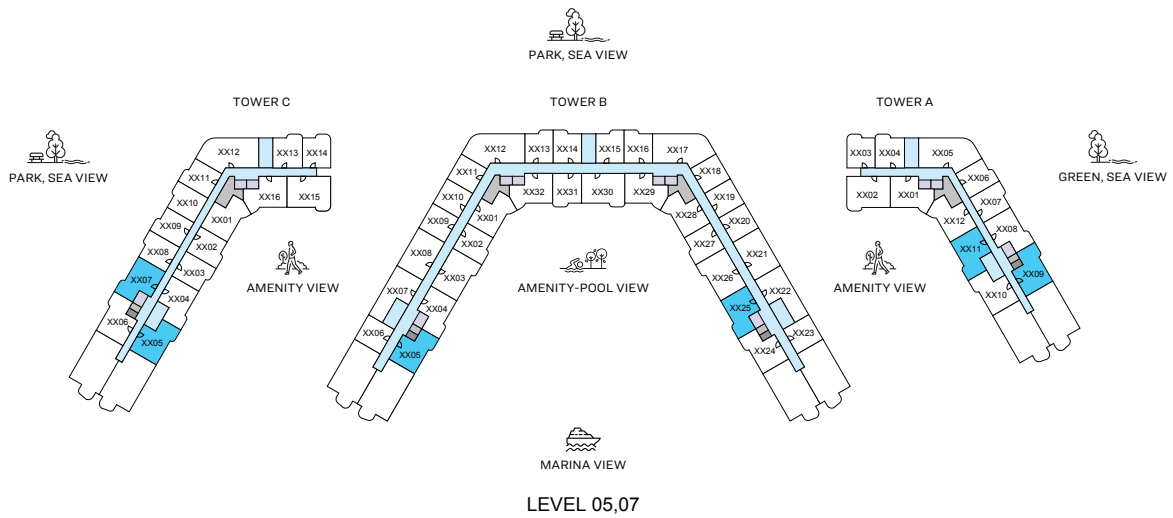 PARK, SEA VIEW
TOWER C
TOWER B
TOWER A
PARK, SEA VIEW
GREEN, SEA VIEW
XX12
XX13
XX14
XX11
XX10
XX09
XX08
XX07
XX06
XX01
XX16
XX15
XX02
XX03
XX04
XX05
AMENITY VIEW
XX12
XX13
XX14
XX15
XX16
XX17
XX11
XX10
XX09
XX08
XX07
XX06
XX01
XX32
XX31
XX30
XX29
XX28
XX18
XX19
XX20
XX21
XX22
XX23
XX02
XX03
XX04
XX05
XX27
XX26
XX25
XX24
AMENITY-POOL VIEW
AMENITY VIEW
XX03
XX04
XX05
XX02
XX01
XX06
XX07
XX08
XX09
XX12
XX11
XX10
MARINA VIEW
LEVEL 05,07